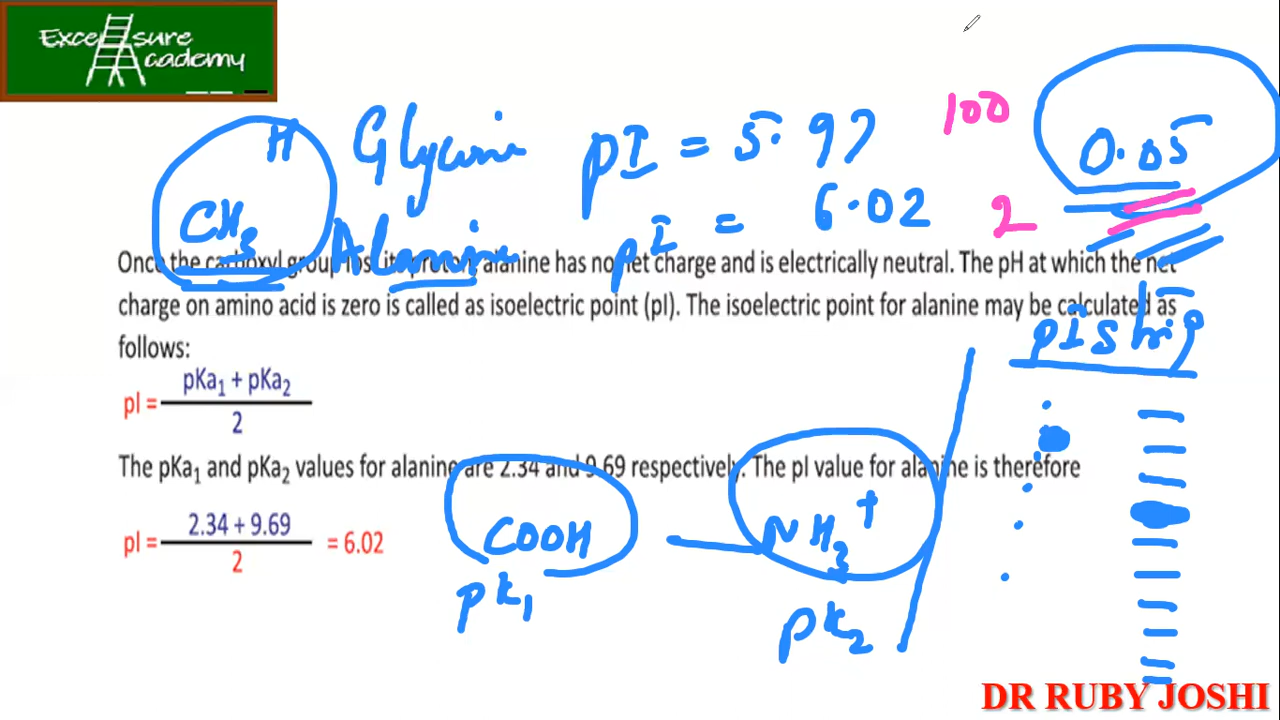 Excel sure
Academy
H Glycine pI = 5.97 100 0.05
CH3 Alanine pI = 6.02 2
Once the carboxyl group lost its proton, alanine has no net charge and is electrically neutral. The pH at which the net
charge on amino acid is zero is called as isoelectric point (pI). The isoelectric point for alanine may be calculated as
follows:
pI strip
pI = pKa₁ + pKa₂
2
The pKa₁ and pKa₂ values for alanine are 2.34 and 9.69 respectively. The pI value for alanine is therefore
pI = 2.34 + 9.69 = 6.02
2
COOH NH3+
pk1 pk2
DR RUBY JOSHI